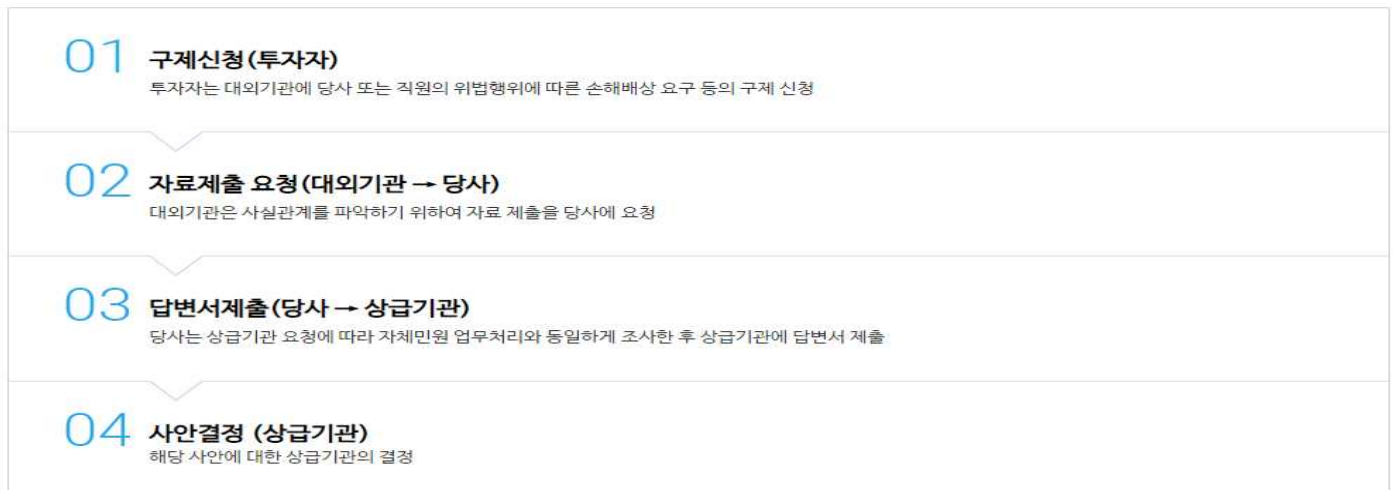 01 구제신청(투자자)
투자자는 대외기관에 당사 또는 직원의 위법행위에 따른 손해배상 요구 등의 구제 신청
02 자료제출 요청(대외기관 → 당사)
대외기관은 사실관계를 파악하기 위하여 자료 제출을 당사에 요청
03 답변서제출(당사 → 상급기관)
당사는 상급기관 요청에 따라 자체민원 업무처리와 동일하게 조사한 후 상급기관에 답변서 제출
04 사안결정 (상급기관)
해당 사안에 대한 상급기관의 결정